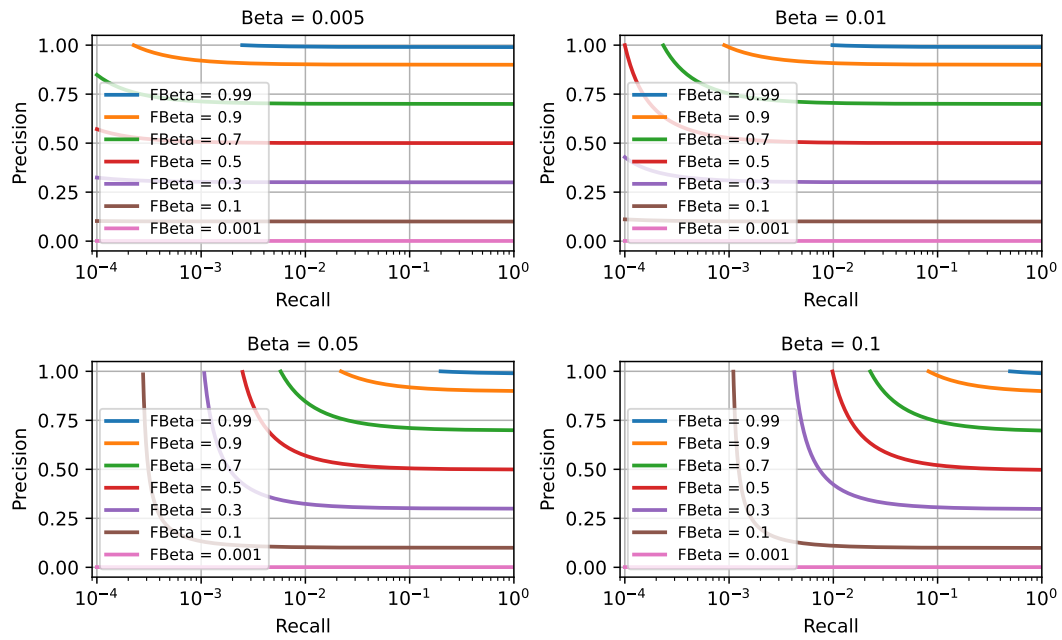 Beta = 0.005
Precision
1.00
0.75
0.50
0.25
0.00
FBeta = 0.99
FBeta = 0.9
FBeta = 0.7
FBeta = 0.5
FBeta = 0.3
FBeta = 0.1
FBeta = 0.001
10⁻⁴ 10⁻³ 10⁻² 10⁻¹ 10⁰
Recall
Beta = 0.01
Precision
1.00
0.75
0.50
0.25
0.00
FBeta = 0.99
FBeta = 0.9
FBeta = 0.7
FBeta = 0.5
FBeta = 0.3
FBeta = 0.1
FBeta = 0.001
10⁻⁴ 10⁻³ 10⁻² 10⁻¹ 10⁰
Recall
Beta = 0.05
Precision
1.00
0.75
0.50
0.25
0.00
FBeta = 0.99
FBeta = 0.9
FBeta = 0.7
FBeta = 0.5
FBeta = 0.3
FBeta = 0.1
FBeta = 0.001
10⁻⁴ 10⁻³ 10⁻² 10⁻¹ 10⁰
Recall
Beta = 0.1
Precision
1.00
0.75
0.50
0.25
0.00
FBeta = 0.99
FBeta = 0.9
FBeta = 0.7
FBeta = 0.5
FBeta = 0.3
FBeta = 0.1
FBeta = 0.001
10⁻⁴ 10⁻³ 10⁻² 10⁻¹ 10⁰
Recall